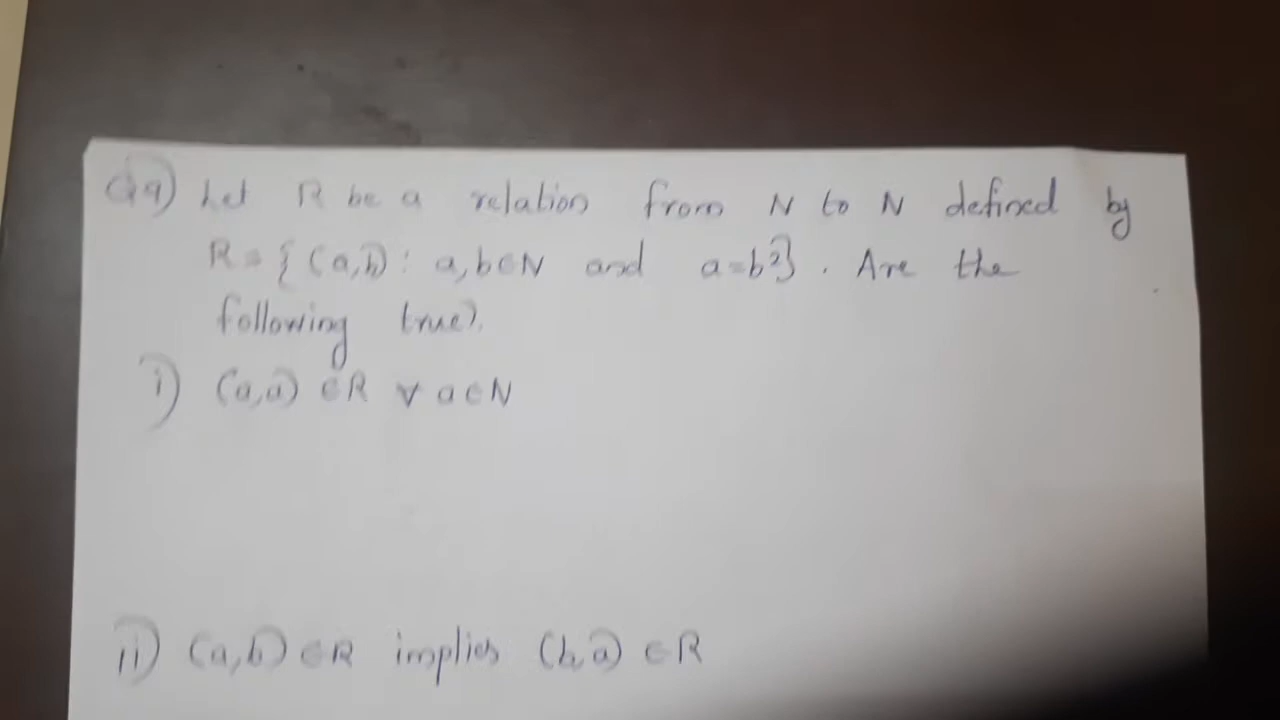 Q9) Let R be a relation from N to N defined by
R = {(a,b) : a,b∈N and a=b²}. Are the
following true?
i) (a,a) ∈R ∀ a∈N
ii) (a,b) ∈R implies (b,a) ∈R